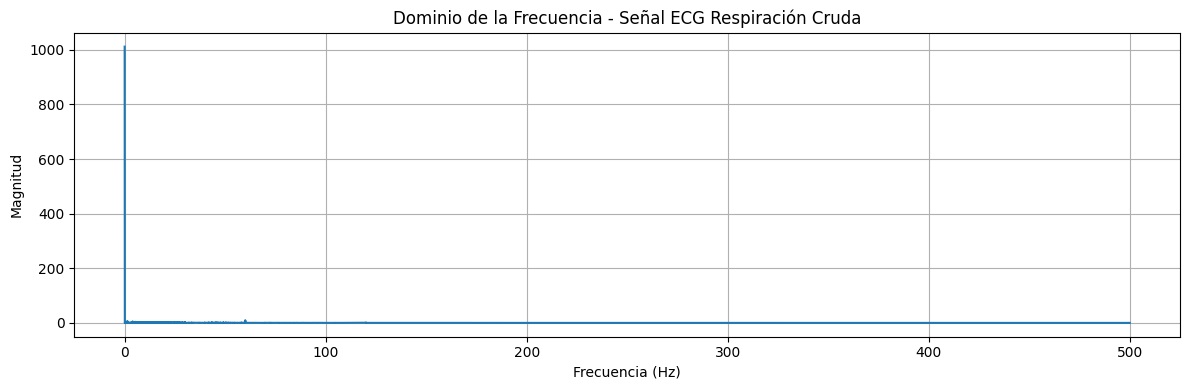 Dominio de la Frecuencia - Señal ECG Respiración Cruda
1000
800
600
400
200
0
Magnitud
0 100 200 300 400 500
Frecuencia (Hz)